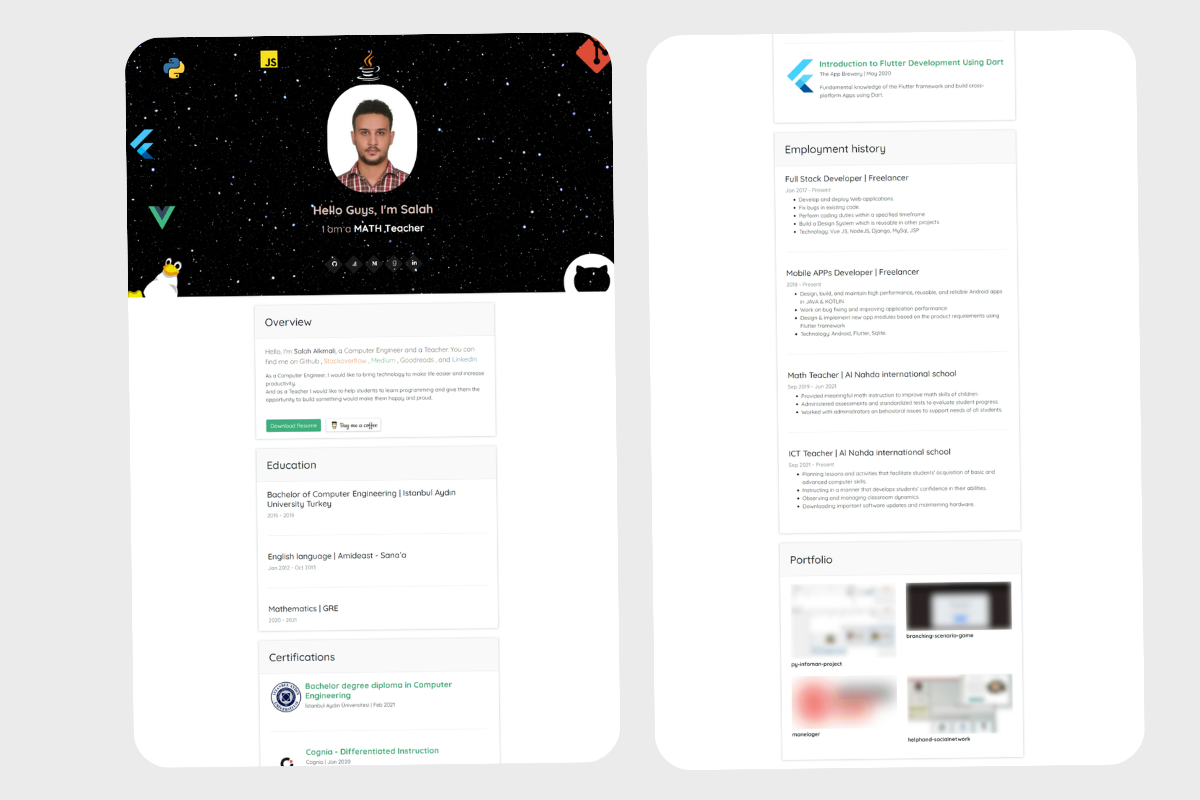 JS
Hello Guys, I'm Salah
I am a MATH Teacher
M
in
Overview
Hello, I'm Salah Alkmali, a Computer Engineer and a Teacher. You can
find me on Github , Stackoverflow , Medium , Goodreads , and LinkedIn
As a Computer Engineer: I would like to bring technology to make life easier and increase
productivity.
And as a Teacher I would like to help students to learn programming and give them the
opportunity to build something would make them happy and proud.
Download Resume
Buy me a coffee
Education
Bachelor of Computer Engineering | Istanbul Aydın
University Turkey
English language | Amideast - Sana'a
Jan 2012 - Oct 2013
Mathematics | GRE
2020 - 2021
Certifications
Bachelor degree diploma in Computer
Engineering
İstanbul Aydın Üniversitesi | Feb 2021
Cognia - Differentiated Instruction
Cognia | Jan 2020
Introduction to Flutter Development Using Dart
The App Brewery | May 2020
Fundamental knowledge of the Flutter framework and build cross-
platform Apps using Dart.
Employment history
Full Stack Developer | Freelancer
Jan 2017 - Present
Develop and deploy Web applications.
Fix bugs in existing code.
Perform coding duties within a specified timeframe
Build a Design System which is reusable in other projects
Technology: Vue JS, NodeJS, Django, MySql, JSP
Mobile APPs Developer | Freelancer
2019 - Present
Design, build, and maintain high performance, reusable, and reliable Android apps
in JAVA & KOTLIN
Work on bug fixing and improving application performance
Design & implement new app modules based on the product requirements using
Flutter framework
Technology: Android, Flutter, Sqlite.
Math Teacher | Al Nahda international school
Sep 2019 - Jun 2021
Provided meaningful math instruction to improve math skills of children.
Administered assessments and standardized tests to evaluate student progress.
Worked with administrators on behavioral issues to support needs of all students.
ICT Teacher | Al Nahda international school
Sep 2021 - Present
Planning lessons and activities that facilitate students' acquisition of basic and
advanced computer skills.
Instructing in a manner that develops students' confidence in their abilities.
Observing and managing classroom dynamics.
Downloading important software updates and maintaining hardware.
Portfolio
py-infoman-project
branching-scenario-game
monelager
helphand-socialnetwork